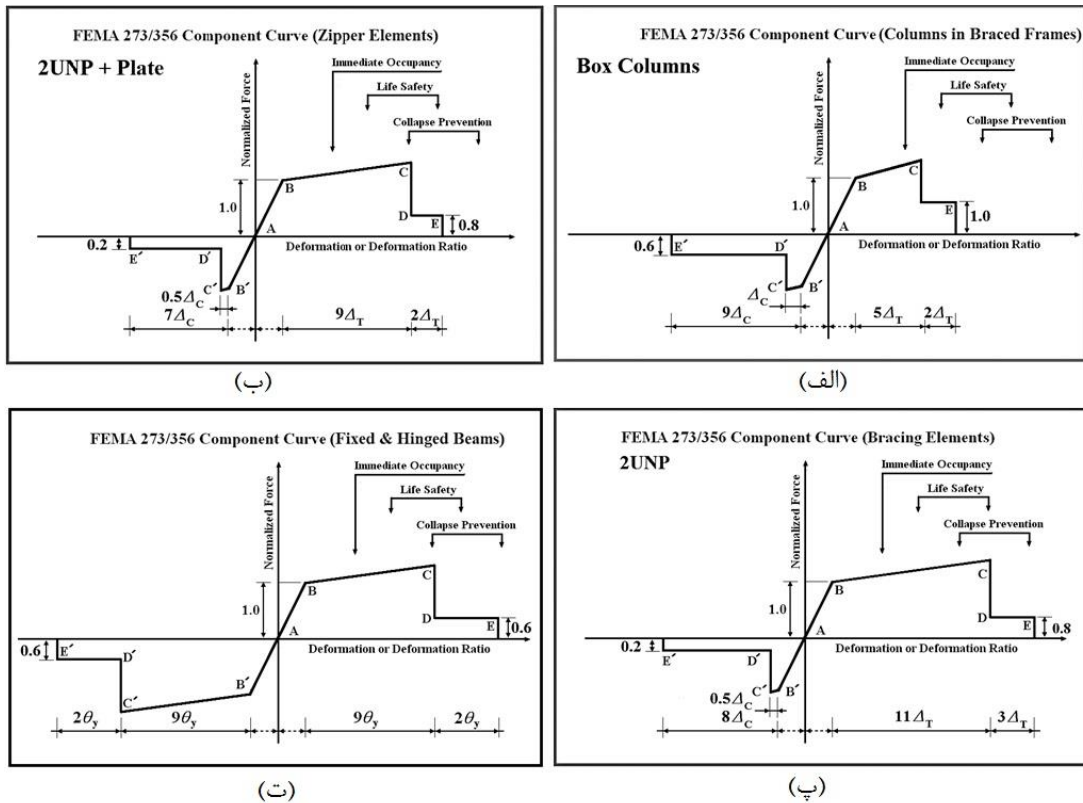 FEMA 273/356 Component Curve (Zipper Elements)
2UNP + Plate
Immediate Occupancy
Life Safety
Collapse Prevention
Normalized Force
B
C
1.0
A
D
E
0.8
0.2
E′
D′
C′
B′
Deformation or Deformation Ratio
0.5Δ_C
7Δ_C
9Δ_T
2Δ_T
(ب)
FEMA 273/356 Component Curve (Columns in Braced Frames)
Box Columns
Immediate Occupancy
Life Safety
Collapse Prevention
Normalized Force
B
C
1.0
A
E
1.0
0.6
E′
D′
C′
B′
Deformation or Deformation Ratio
Δ_C
9Δ_C
5Δ_T
2Δ_T
(الف)
FEMA 273/356 Component Curve (Fixed & Hinged Beams)
Immediate Occupancy
Life Safety
Collapse Prevention
Normalized Force
B
C
1.0
A
D
E
0.6
0.6
E′
D′
C′
B′
Deformation or Deformation Ratio
2θ_y
9θ_y
9θ_y
2θ_y
(ت)
FEMA 273/356 Component Curve (Bracing Elements)
2UNP
Immediate Occupancy
Life Safety
Collapse Prevention
Normalized Force
B
C
1.0
A
D
E
0.8
0.2
E′
D′
C′
B′
Deformation or Deformation Ratio
0.5Δ_C
8Δ_C
11Δ_T
3Δ_T
(پ)